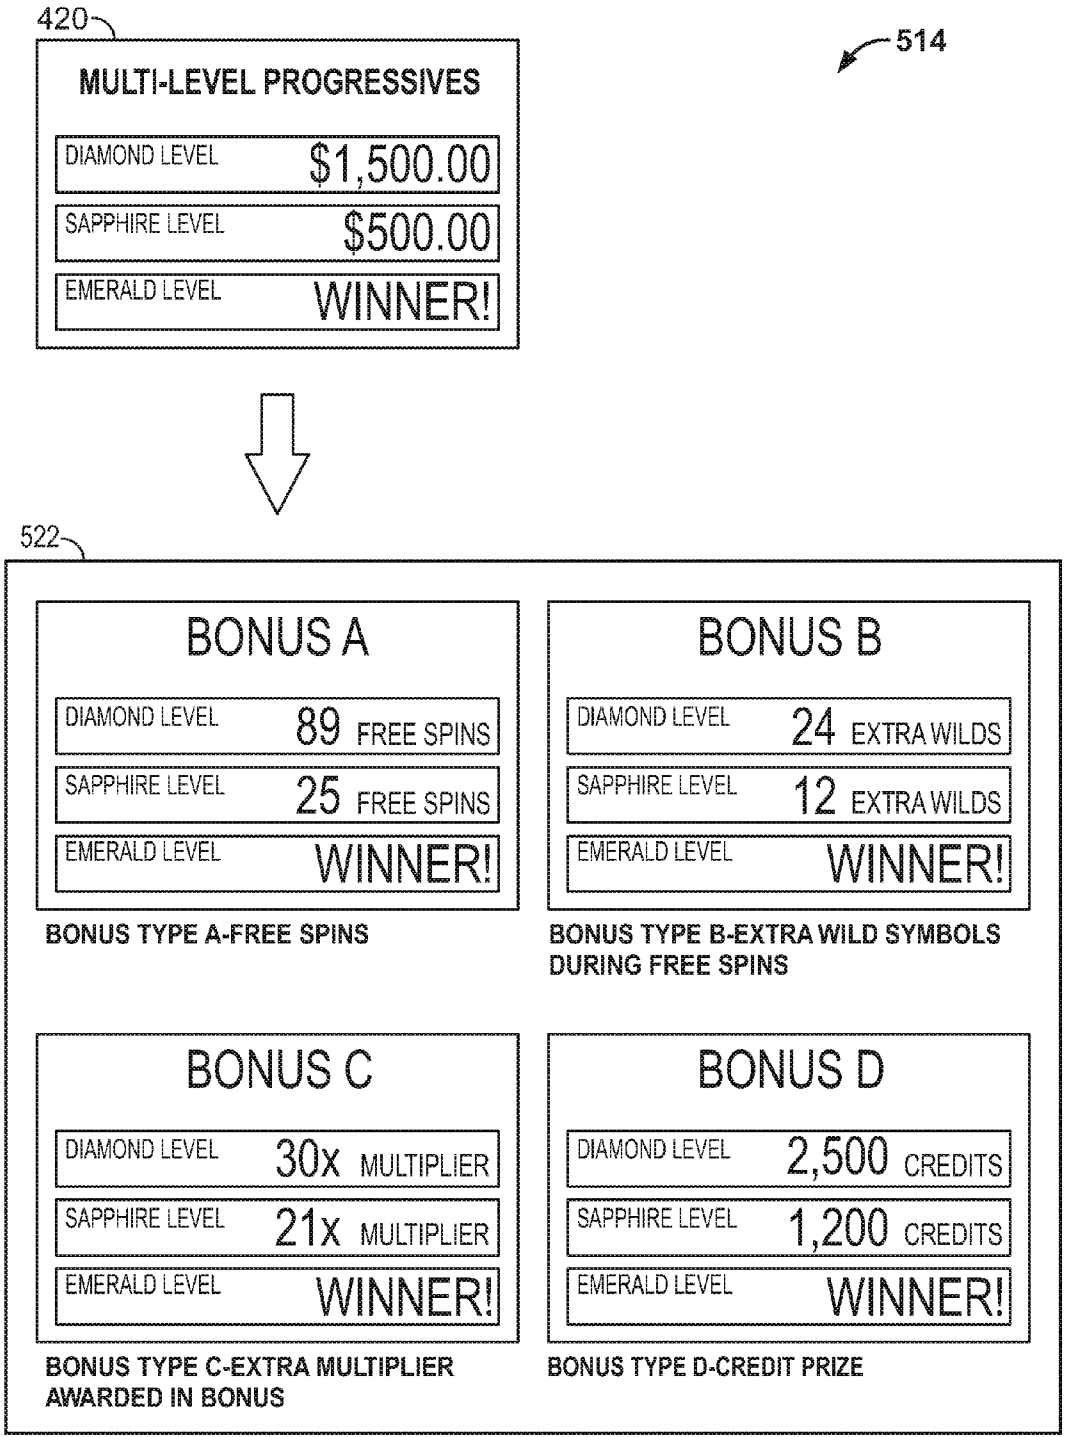 420
514
MULTI-LEVEL PROGRESSIVES
DIAMOND LEVEL $1,500.00
SAPPHIRE LEVEL $500.00
EMERALD LEVEL WINNER!
522
BONUS A
DIAMOND LEVEL 89 FREE SPINS
SAPPHIRE LEVEL 25 FREE SPINS
EMERALD LEVEL WINNER!
BONUS TYPE A-FREE SPINS
BONUS B
DIAMOND LEVEL 24 EXTRA WILDS
SAPPHIRE LEVEL 12 EXTRA WILDS
EMERALD LEVEL WINNER!
BONUS TYPE B-EXTRA WILD SYMBOLS
DURING FREE SPINS
BONUS C
DIAMOND LEVEL 30x MULTIPLIER
SAPPHIRE LEVEL 21x MULTIPLIER
EMERALD LEVEL WINNER!
BONUS TYPE C-EXTRA MULTIPLIER
AWARDED IN BONUS
BONUS D
DIAMOND LEVEL 2,500 CREDITS
SAPPHIRE LEVEL 1,200 CREDITS
EMERALD LEVEL WINNER!
BONUS TYPE D-CREDIT PRIZE